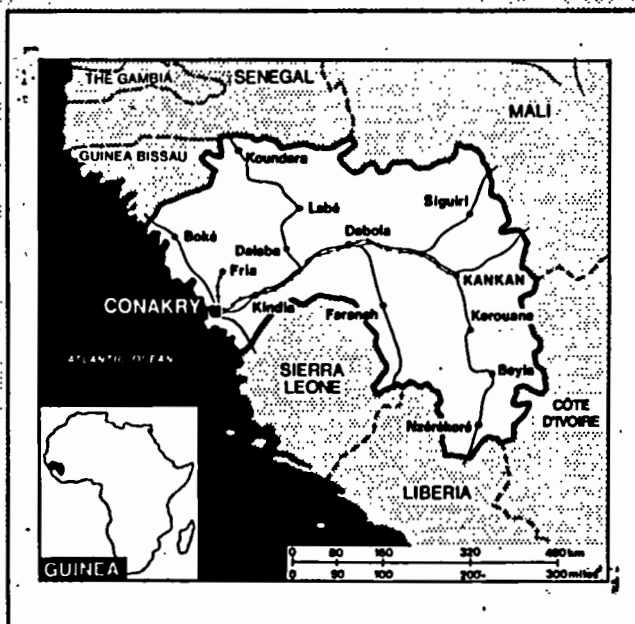 THE GAMBIA
SENEGAL
MALI
GUINEA BISSAU
Koundara
Labé
Siguiri
Boké
Dabola
Dalaba
Fria
KANKAN
CONAKRY
Kindia
Faranah
Kerouane
ATLANTIC OCEAN
SIERRA
LEONE
Beyla
CÔTE
D'IVOIRE
Nzérékoré
LIBERIA
GUINEA
0 80 160 320 480 km
0 50 100 200 300 miles